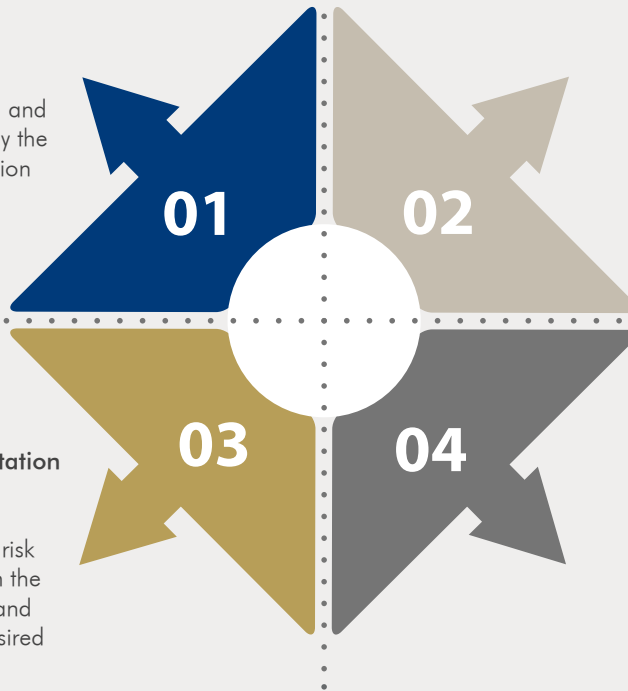 and
y the
ion
01
02
03
04
tation
risk
the
and
sired